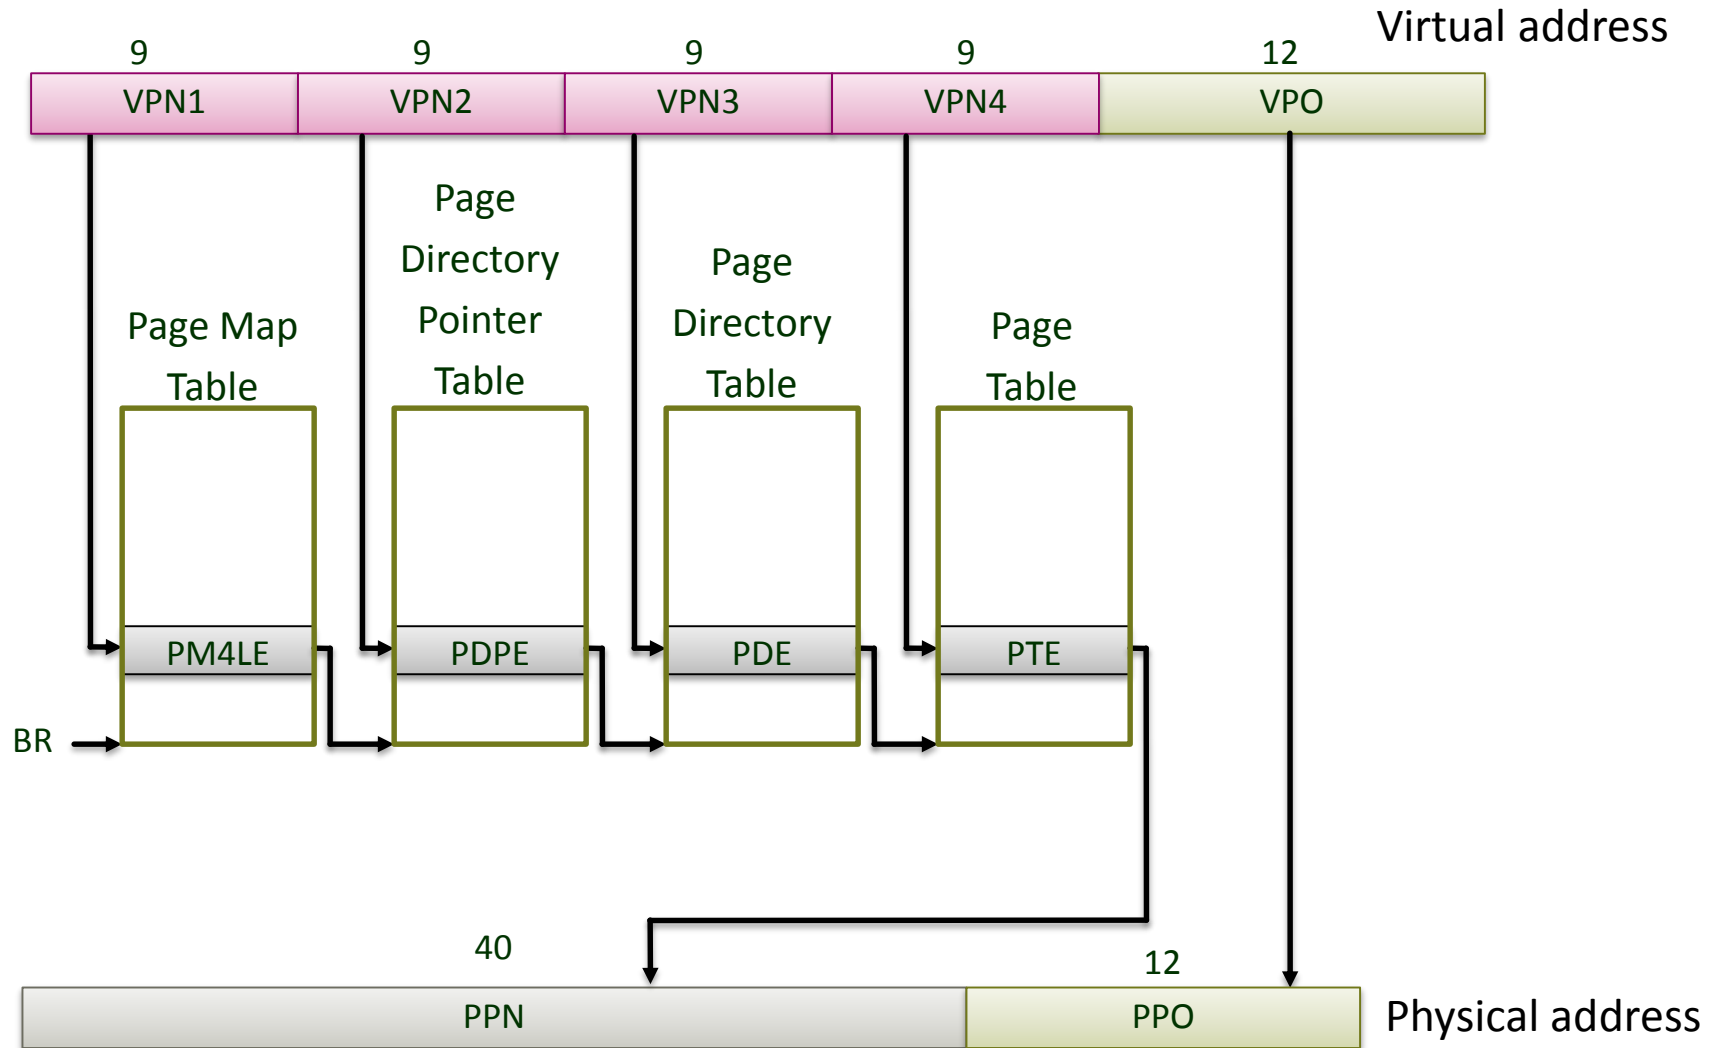 Virtual address
9
9
9
9
12
VPN1
VPN2
VPN3
VPN4
VPO
Page Map
Table
Page
Directory
Pointer
Table
Page
Directory
Table
Page
Table
PM4LE
PDPE
PDE
PTE
BR
40
12
PPN
PPO
Physical address